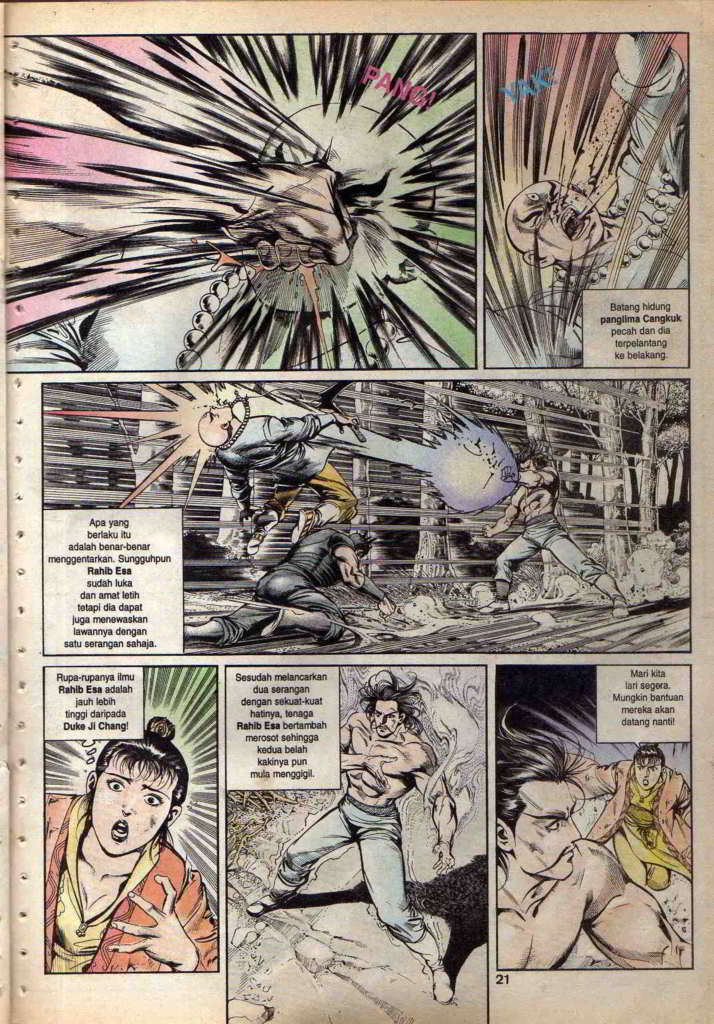 PANG!
YAK!
Batang hidung
panglima Cangkuk
pecah dan dia
terpelantang
ke belakang.
Apa yang
berlaku itu
adalah benar-benar
menggentarkan. Sungguhpun
Rahib Esa
sudah luka
dan amat letih
tetapi dia dapat
juga menewaskan
lawannya dengan
satu serangan sahaja.
Rupa-rupanya ilmu
Rahib Esa adalah
jauh lebih
tinggi daripada
Duke Ji Chang!
Sesudah melancarkan
dua serangan
dengan sekuat-kuat
hatinya, tenaga
Rahib Esa bertambah
merosot sehingga
kedua belah
kakinya pun
mula menggigil.
Mari kita
lari segera.
Mungkin bantuan
mereka akan
datang nanti!
21